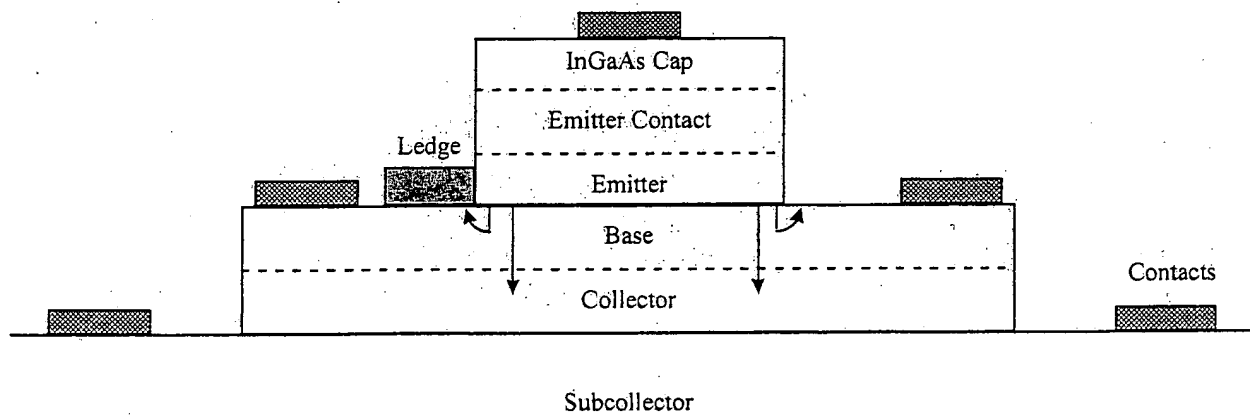 InGaAs Cap
Emitter Contact
Ledge
Emitter
Base
Contacts
Collector
Subcollector